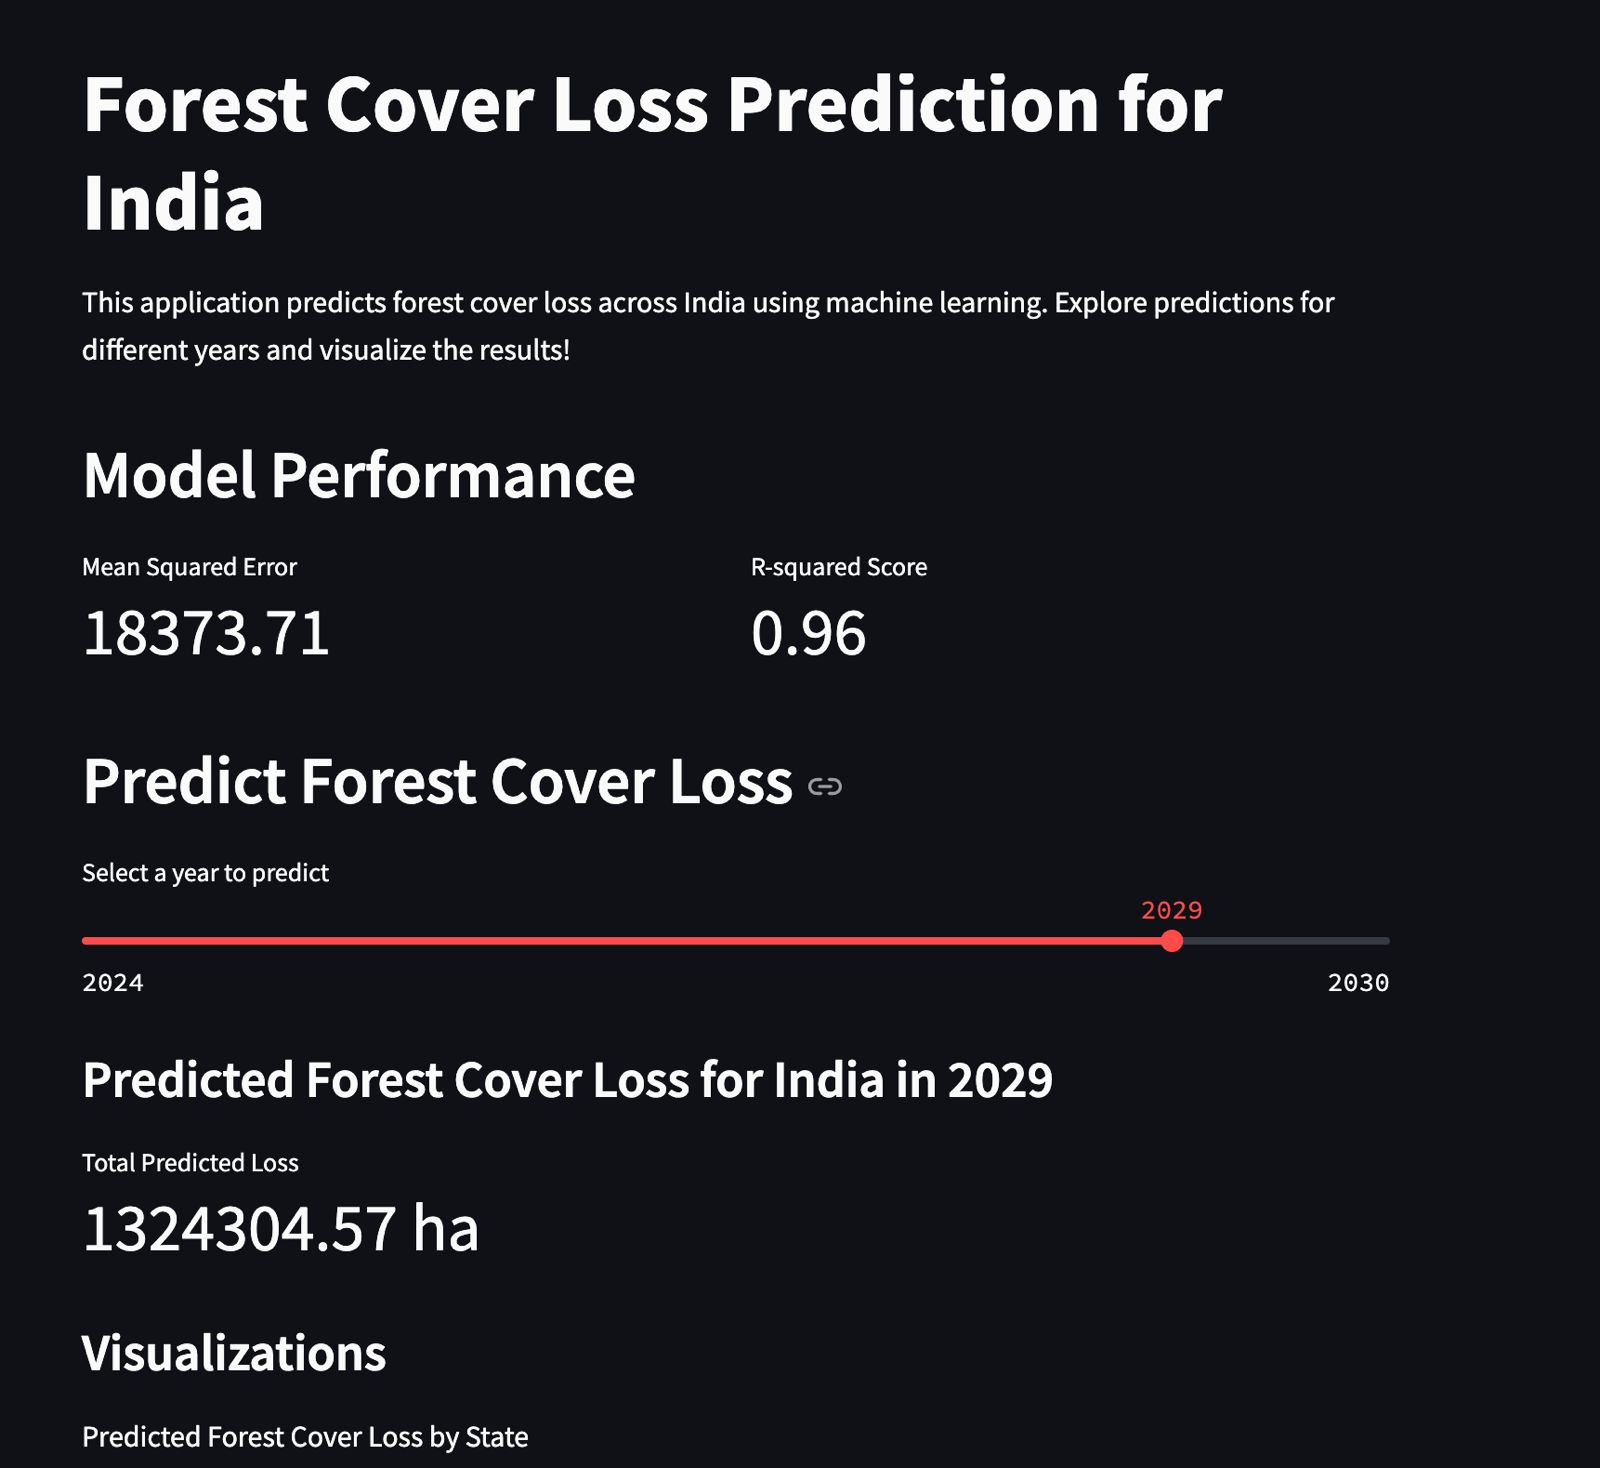 Forest Cover Loss Prediction for
India
This application predicts forest cover loss across India using machine learning. Explore predictions for
different years and visualize the results!
Model Performance
Mean Squared Error
18373.71
R-squared Score
0.96
Predict Forest Cover Loss
Select a year to predict
2029
2024
2030
Predicted Forest Cover Loss for India in 2029
Total Predicted Loss
1324304.57 ha
Visualizations
Predicted Forest Cover Loss by State